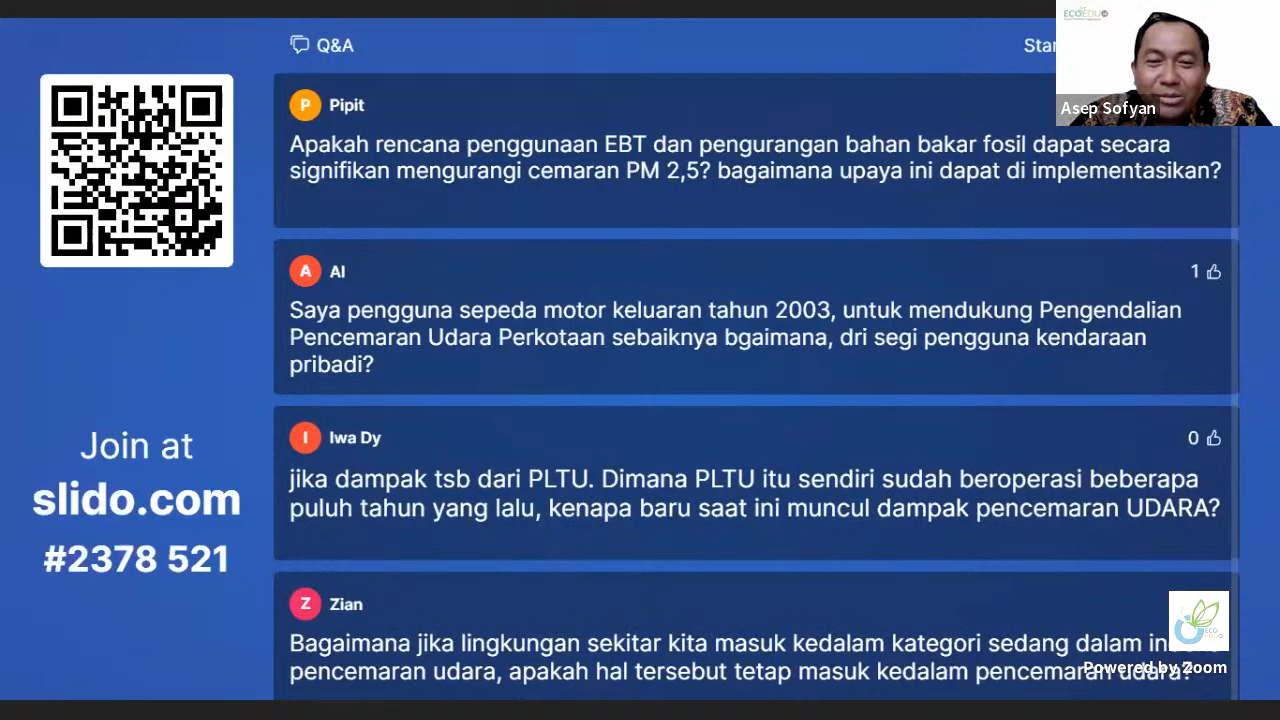 Q&A
Star
ECOEDU
Asep Sofyan
P Pipit
Apakah rencana penggunaan EBT dan pengurangan bahan bakar fosil dapat secara
signifikan mengurangi cemaran PM 2,5? bagaimana upaya ini dapat di implementasikan?
A Al
1
Saya pengguna sepeda motor keluaran tahun 2003, untuk mendukung Pengendalian
Pencemaran Udara Perkotaan sebaiknya bgaimana, dri segi pengguna kendaraan
pribadi?
I Iwa Dy
0
jika dampak tsb dari PLTU. Dimana PLTU itu sendiri sudah beroperasi beberapa
puluh tahun yang lalu, kenapa baru saat ini muncul dampak pencemaran UDARA?
Z Zian
Bagaimana jika lingkungan sekitar kita masuk kedalam kategori sedang dalam in
pencemaran udara, apakah hal tersebut tetap masuk kedalam pencemaran udara?
Join at
slido.com
#2378 521
ECO
Powered by Zoom